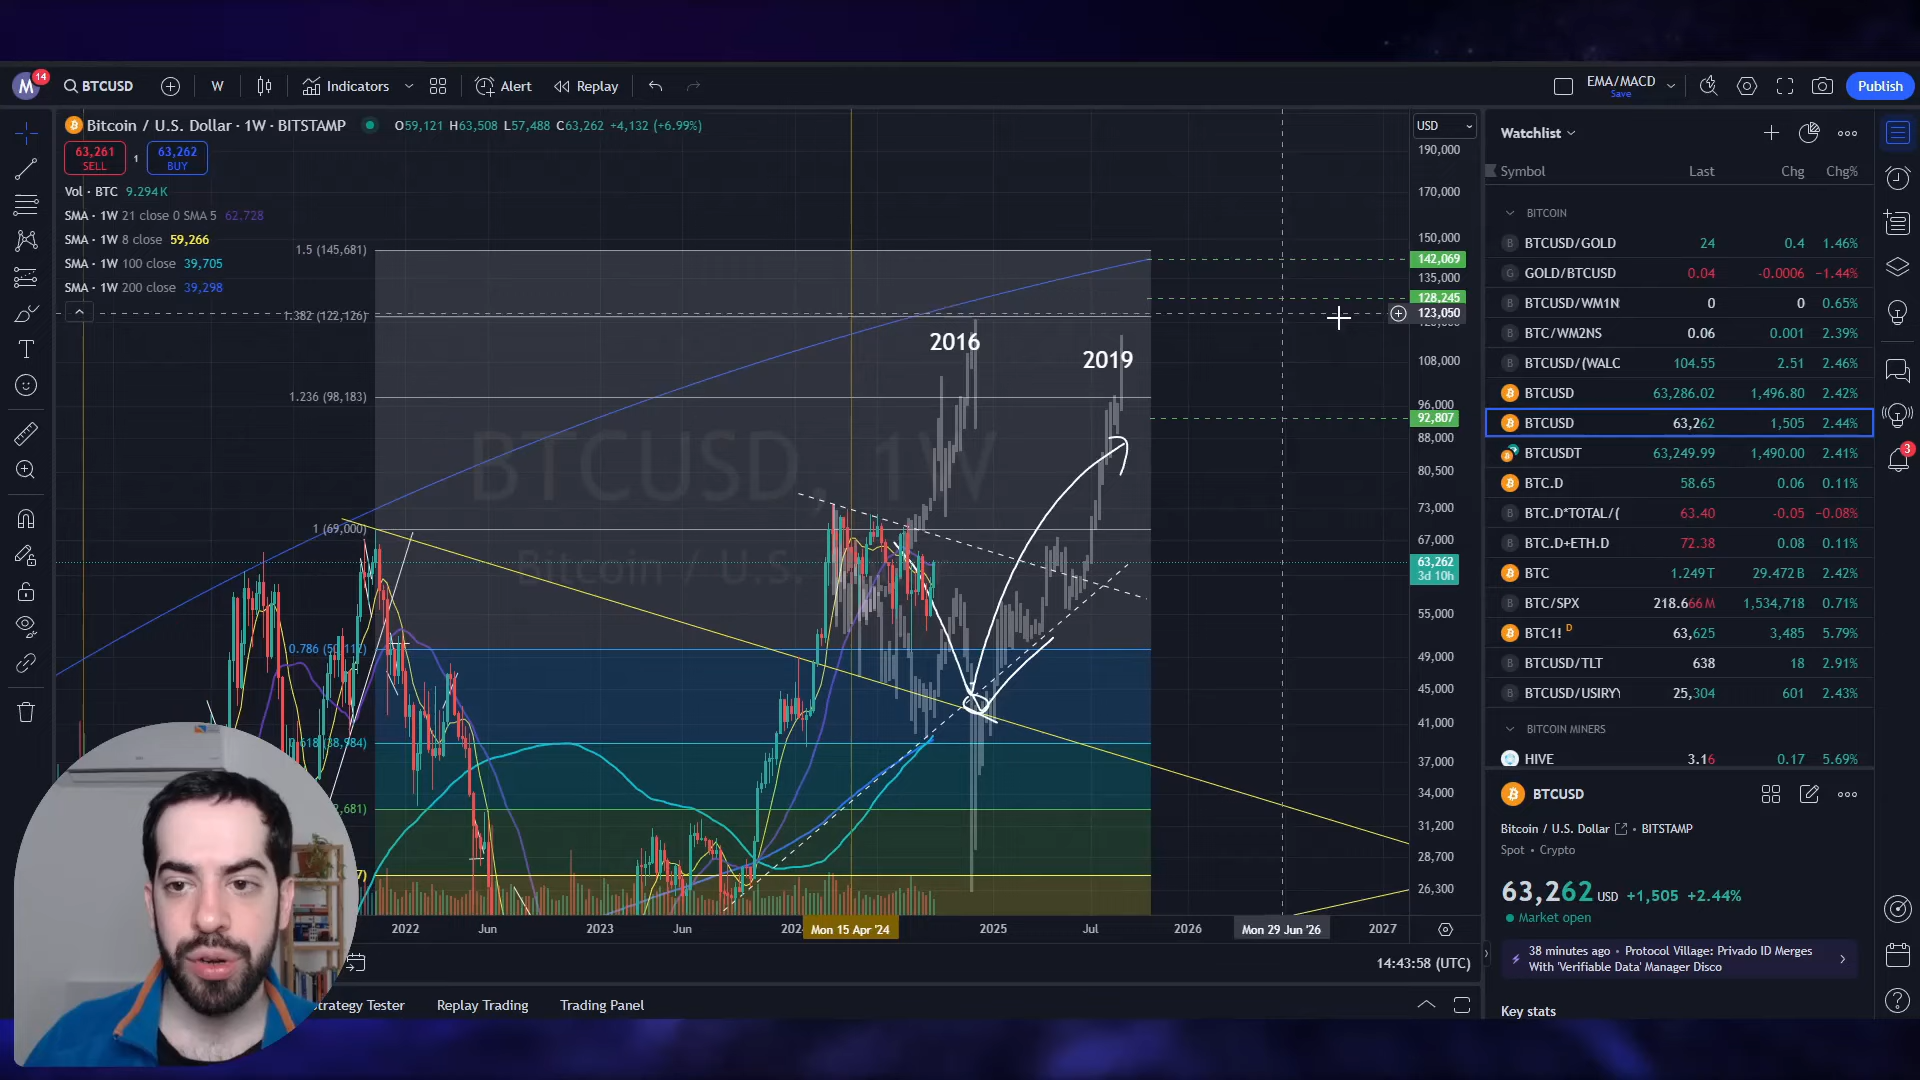 M
14
BTCUSD
W
Indicators
Alert
Replay
EMA/MACD
Save
Publish
Bitcoin / U.S. Dollar · 1W · BITSTAMP
O59,121 H63,508 L57,488 C63,262 +4,132 (+6.99%)
63,261
SELL
1
63,262
BUY
Vol · BTC 9.294K
SMA · 1W 21 close 0 SMA 5 62,728
SMA · 1W 8 close 59,266
SMA · 1W 100 close 39,705
SMA · 1W 200 close 39,298
1.5 (145,681)
1.382 (122,126)
1.236 (98,183)
1 (69,000)
0.786 (50,112)
0.618 (38,984)
2016
2019
BTCUSD, 1W
Bitcoin / U.S.
USD
190,000
170,000
150,000
142,069
135,000
128,245
123,050
108,000
96,000
92,807
88,000
80,500
73,000
67,000
63,262
3d 10h
55,000
49,000
45,000
41,000
37,000
34,000
31,200
28,700
26,300
2022
Jun
2023
Jun
Mon 15 Apr '24
2025
Jul
2026
Mon 29 Jun '26
2027
14:43:58 (UTC)
Strategy Tester
Replay Trading
Trading Panel
Watchlist
Symbol Last Chg Chg%
BITCOIN
BTCUSD/GOLD 24 0.4 1.46%
GOLD/BTCUSD 0.04 -0.0006 -1.44%
BTCUSD/WM1N 0 0 0.65%
BTC/WM2NS 0.06 0.001 2.39%
BTCUSD/(WALC 104.55 2.51 2.46%
BTCUSD 63,286.02 1,496.80 2.42%
BTCUSD 63,262 1,505 2.44%
BTCUSDT 63,249.99 1,490.00 2.41%
BTC.D 58.65 0.06 0.11%
BTC.D*TOTAL/( 63.40 -0.05 -0.08%
BTC.D+ETH.D 72.38 0.08 0.11%
BTC 1.249T 29.472B 2.42%
BTC/SPX 218.666M 1,534,718 0.71%
BTC1! D 63,625 3,485 5.79%
BTCUSD/TLT 638 18 2.91%
BTCUSD/USIRY 25,304 601 2.43%
BITCOIN MINERS
HIVE 3.16 0.17 5.69%
BTCUSD
Bitcoin / U.S. Dollar • BITSTAMP
Spot • Crypto
63,262 USD +1,505 +2.44%
Market open
38 minutes ago • Protocol Village: Privado ID Merges
With 'Verifiable Data' Manager Disco
Key stats
3